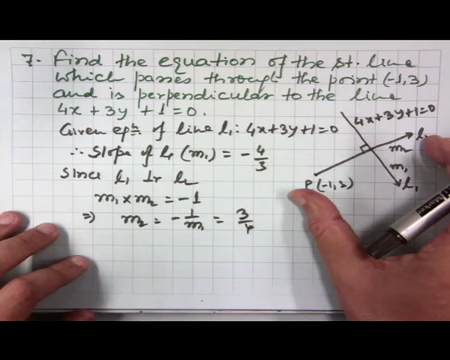 7. Find the equation of the st. line
which passes through the point (-1,3)
and is perpendicular to the line
4x + 3y + 1 = 0.
4x+3y+1=0
Given eqⁿ of line l₁: 4x+3y+1=0
∴ Slope of l₁ (m₁) = -4/3
Since l₁ ⊥r l₂
m₁ × m₂ = -1
⇒ m₂ = -1/m₁ = 3/4
m₁
l₁
P(-1,3)